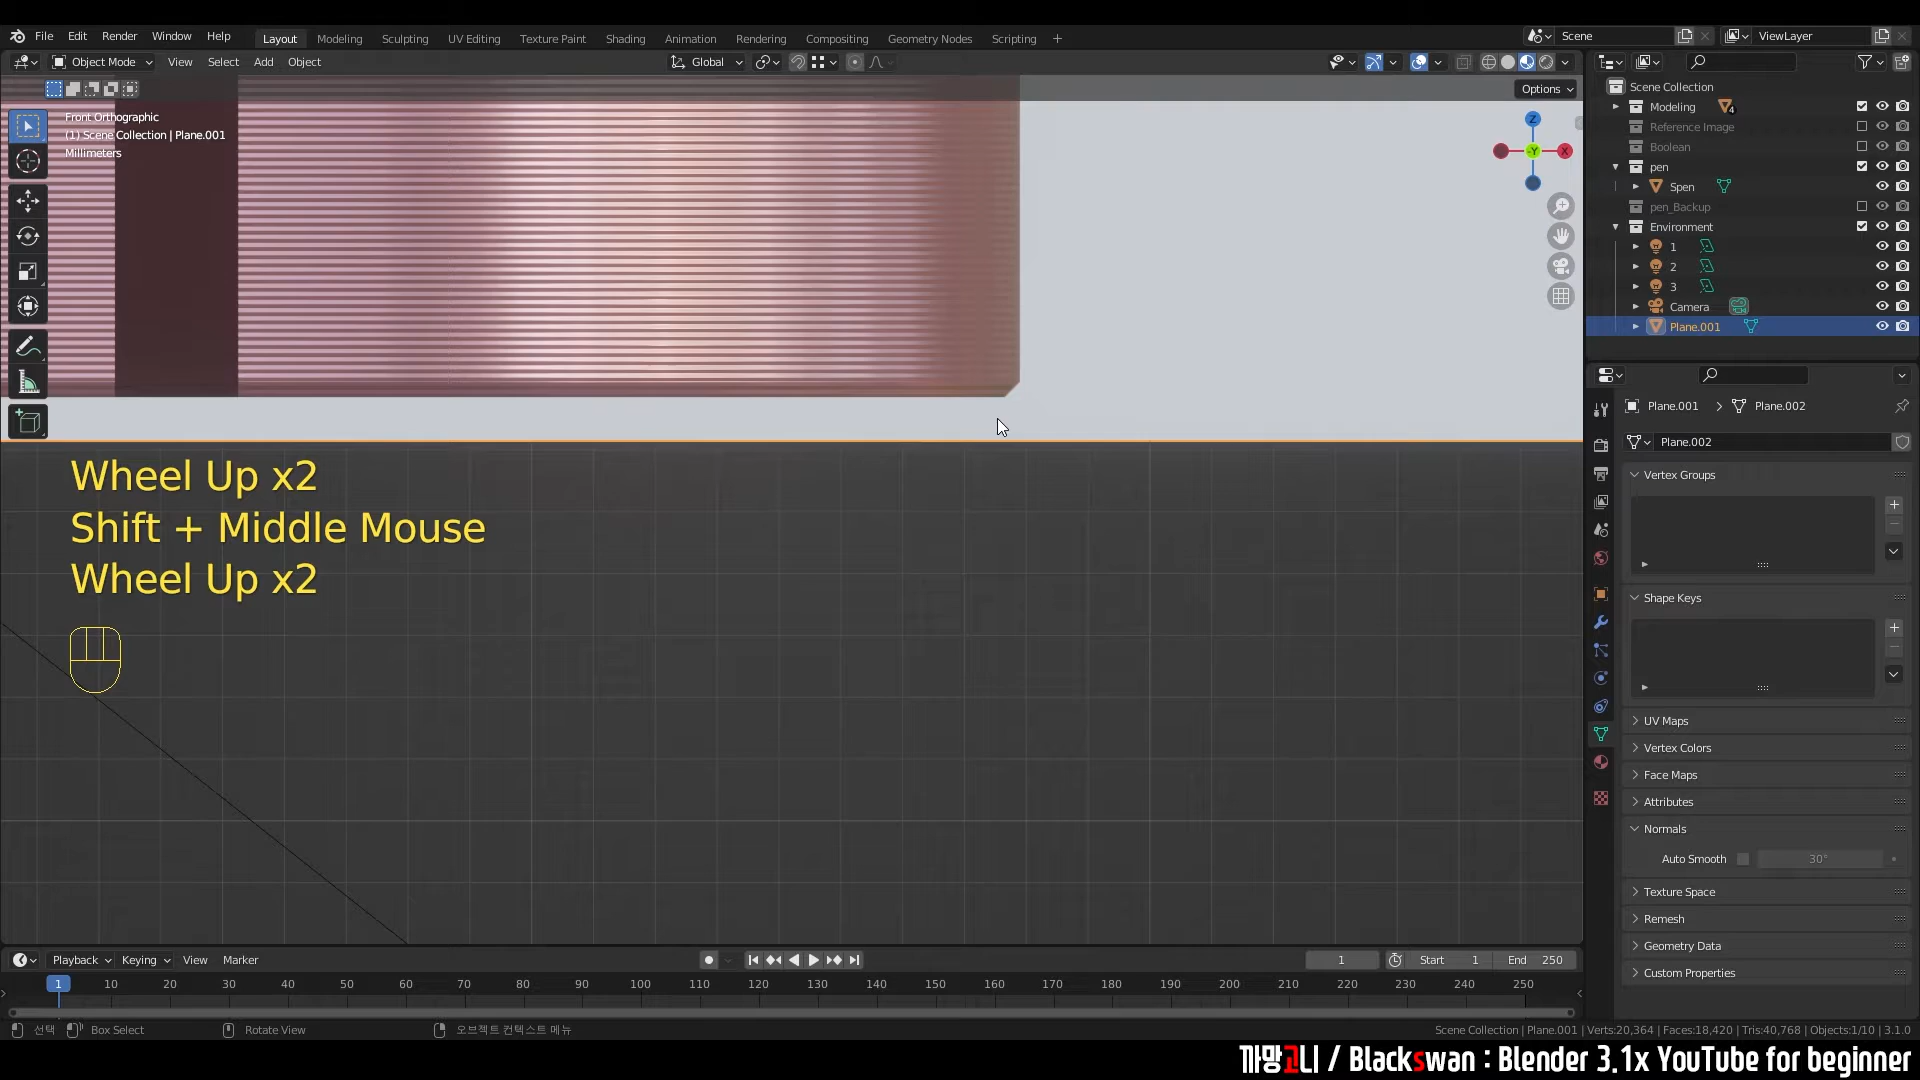 File Edit Render Window Help Layout Modeling Sculpting UV Editing Texture Paint Shading Animation Rendering Compositing Geometry Nodes Scripting + Scene ViewLayer
Object Mode View Select Add Object Global
Options
Front Orthographic
(1) Scene Collection | Plane.001
Millimeters
Z
-Y
X
Wheel Up x2
Shift + Middle Mouse
Wheel Up x2
Scene Collection
Modeling 4
Reference Image
Boolean
pen
Spen
pen_Backup
Environment
1
2
3
Camera
Plane.001
Plane.001 > Plane.002
Plane.002
Vertex Groups
Shape Keys
UV Maps
Vertex Colors
Face Maps
Attributes
Normals
Auto Smooth 30°
Texture Space
Remesh
Geometry Data
Custom Properties
Playback Keying View Marker 1 Start 1 End 250
1 10 20 30 40 50 60 70 80 90 100 110 120 130 140 150 160 170 180 190 200 210 220 230 240 250
선택 Box Select Rotate View 오브젝트 컨텍스트 메뉴
Scene Collection | Plane.001 | Verts:20,364 | Faces:18,420 | Tris:40,768 | Objects:1/10 | 3.1.0
까망고니 / Blackswan : Blender 3.1x YouTube for beginner